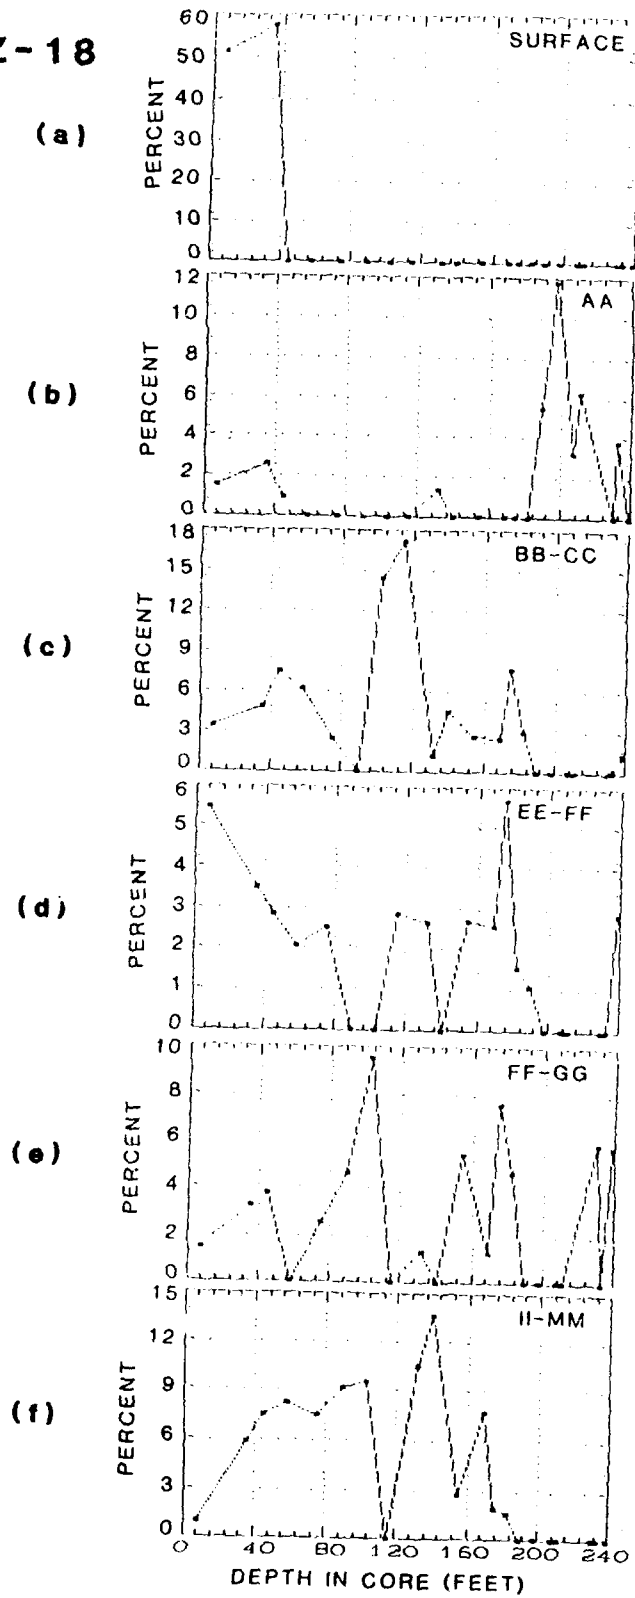 Z-18
(a)
PERCENT
60
50
40
30
20
10
0
SURFACE
(b)
PERCENT
12
10
8
6
4
2
0
AA
(c)
PERCENT
18
15
12
9
6
3
0
BB-CC
(d)
PERCENT
6
5
4
3
2
1
0
EE-FF
(e)
PERCENT
10
8
6
4
2
0
FF-GG
(f)
PERCENT
15
12
9
6
3
0
II-MM
0 40 80 120 160 200 240
DEPTH IN CORE (FEET)